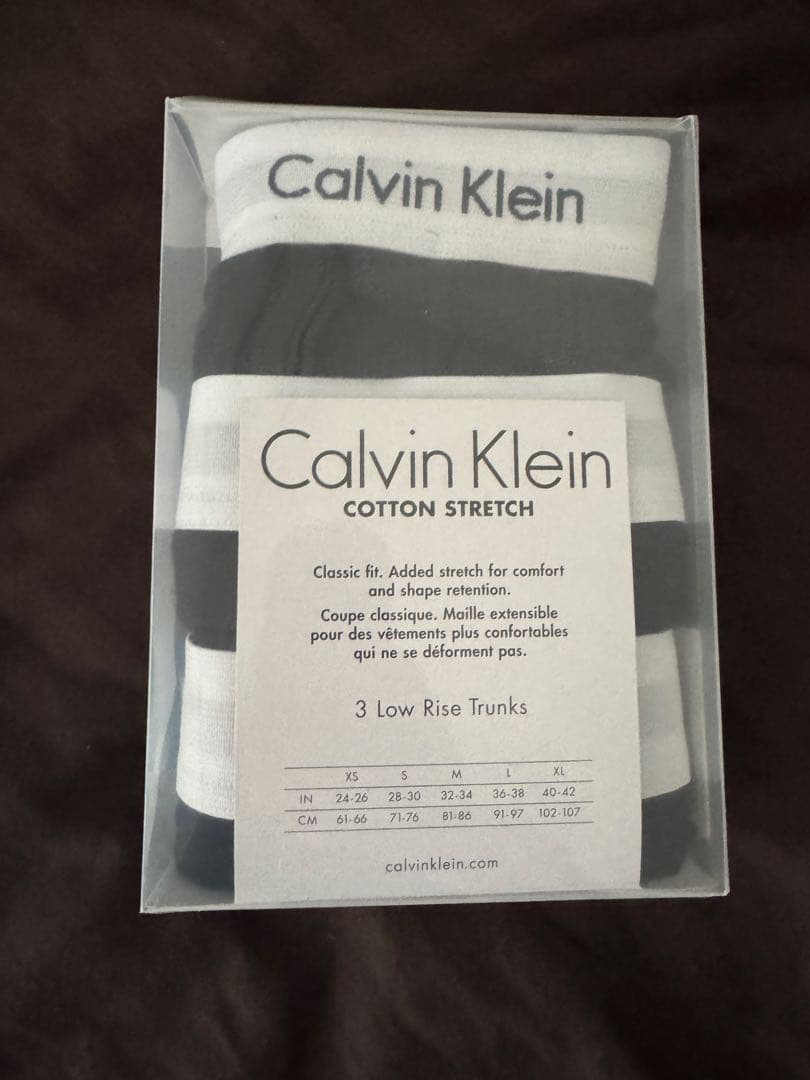 Calvin Klein
Calvin Klein
COTTON STRETCH
Classic fit. Added stretch for comfort
and shape retention.
Coupe classique. Maille extensible
pour des vêtements plus confortables
qui ne se déforment pas.
3 Low Rise Trunks
XS S M L XL
IN 24-26 28-30 32-34 36-38 40-42
CM 61-66 71-76 81-86 91-97 102-107
calvinklein.com